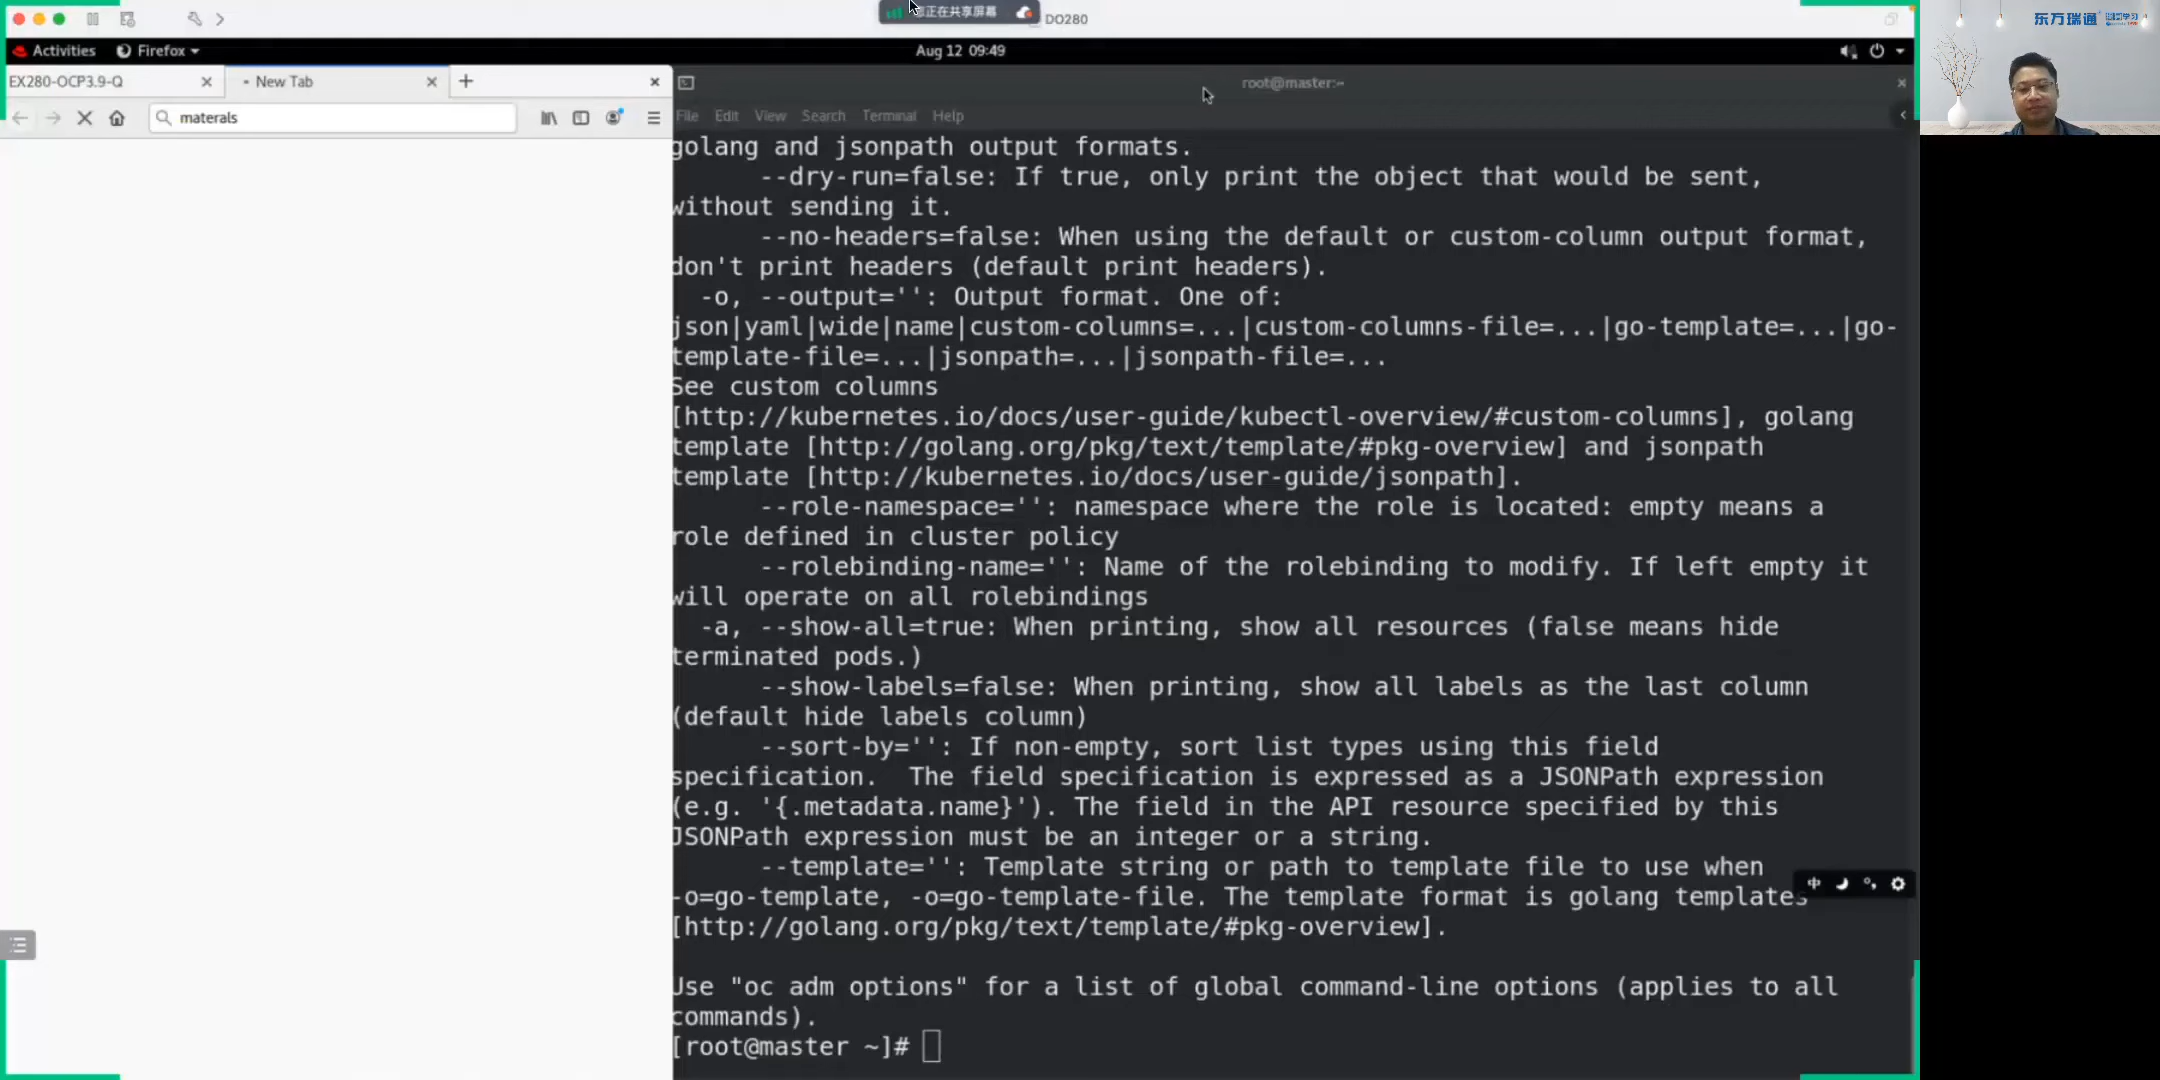 正在共享屏幕
DO280
东方瑞通
Activities
Firefox
Aug 12 09:49
EX280-OCP3.9-Q
New Tab
root@master:~
materals
File Edit View Search Terminal Help
golang and jsonpath output formats.
--dry-run=false: If true, only print the object that would be sent,
without sending it.
--no-headers=false: When using the default or custom-column output format,
don't print headers (default print headers).
-o, --output='': Output format. One of:
json|yaml|wide|name|custom-columns=...|custom-columns-file=...|go-template=...|go-
template-file=...|jsonpath=...|jsonpath-file=...
See custom columns
[http://kubernetes.io/docs/user-guide/kubectl-overview/#custom-columns], golang
template [http://golang.org/pkg/text/template/#pkg-overview] and jsonpath
template [http://kubernetes.io/docs/user-guide/jsonpath].
--role-namespace='': namespace where the role is located: empty means a
role defined in cluster policy
--rolebinding-name='': Name of the rolebinding to modify. If left empty it
will operate on all rolebindings
-a, --show-all=true: When printing, show all resources (false means hide
terminated pods.)
--show-labels=false: When printing, show all labels as the last column
(default hide labels column)
--sort-by='': If non-empty, sort list types using this field
specification.  The field specification is expressed as a JSONPath expression
(e.g. '{.metadata.name}'). The field in the API resource specified by this
JSONPath expression must be an integer or a string.
--template='': Template string or path to template file to use when
-o=go-template, -o=go-template-file. The template format is golang templates
[http://golang.org/pkg/text/template/#pkg-overview].
中
Use "oc adm options" for a list of global command-line options (applies to all
commands).
[root@master ~]#